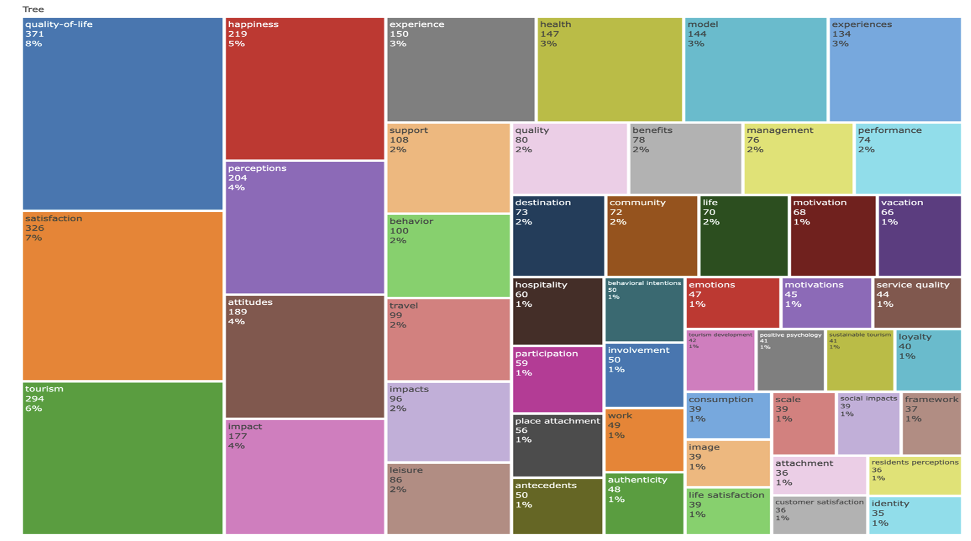 Tree
quality-of-life
371
8%
satisfaction
326
7%
tourism
294
6%
happiness
219
5%
perceptions
204
4%
attitudes
189
4%
impact
177
4%
experience
150
3%
health
147
3%
model
144
3%
experiences
134
3%
support
108
2%
behavior
100
2%
travel
99
2%
impacts
96
2%
leisure
86
2%
quality
80
2%
benefits
78
2%
management
76
2%
performance
74
2%
destination
73
2%
community
72
2%
life
70
2%
motivation
68
1%
vacation
66
1%
hospitality
60
1%
participation
59
1%
place attachment
56
1%
antecedents
50
1%
behavioral intentions
50
1%
involvement
50
1%
work
49
1%
authenticity
48
1%
emotions
47
1%
motivations
45
1%
service quality
44
1%
tourism development
42
1%
positive psychology
41
1%
sustainable tourism
41
1%
loyalty
40
1%
consumption
39
1%
image
39
1%
life satisfaction
39
1%
scale
39
1%
social impacts
39
1%
framework
37
1%
attachment
36
1%
customer satisfaction
36
1%
residents perceptions
36
1%
identity
35
1%